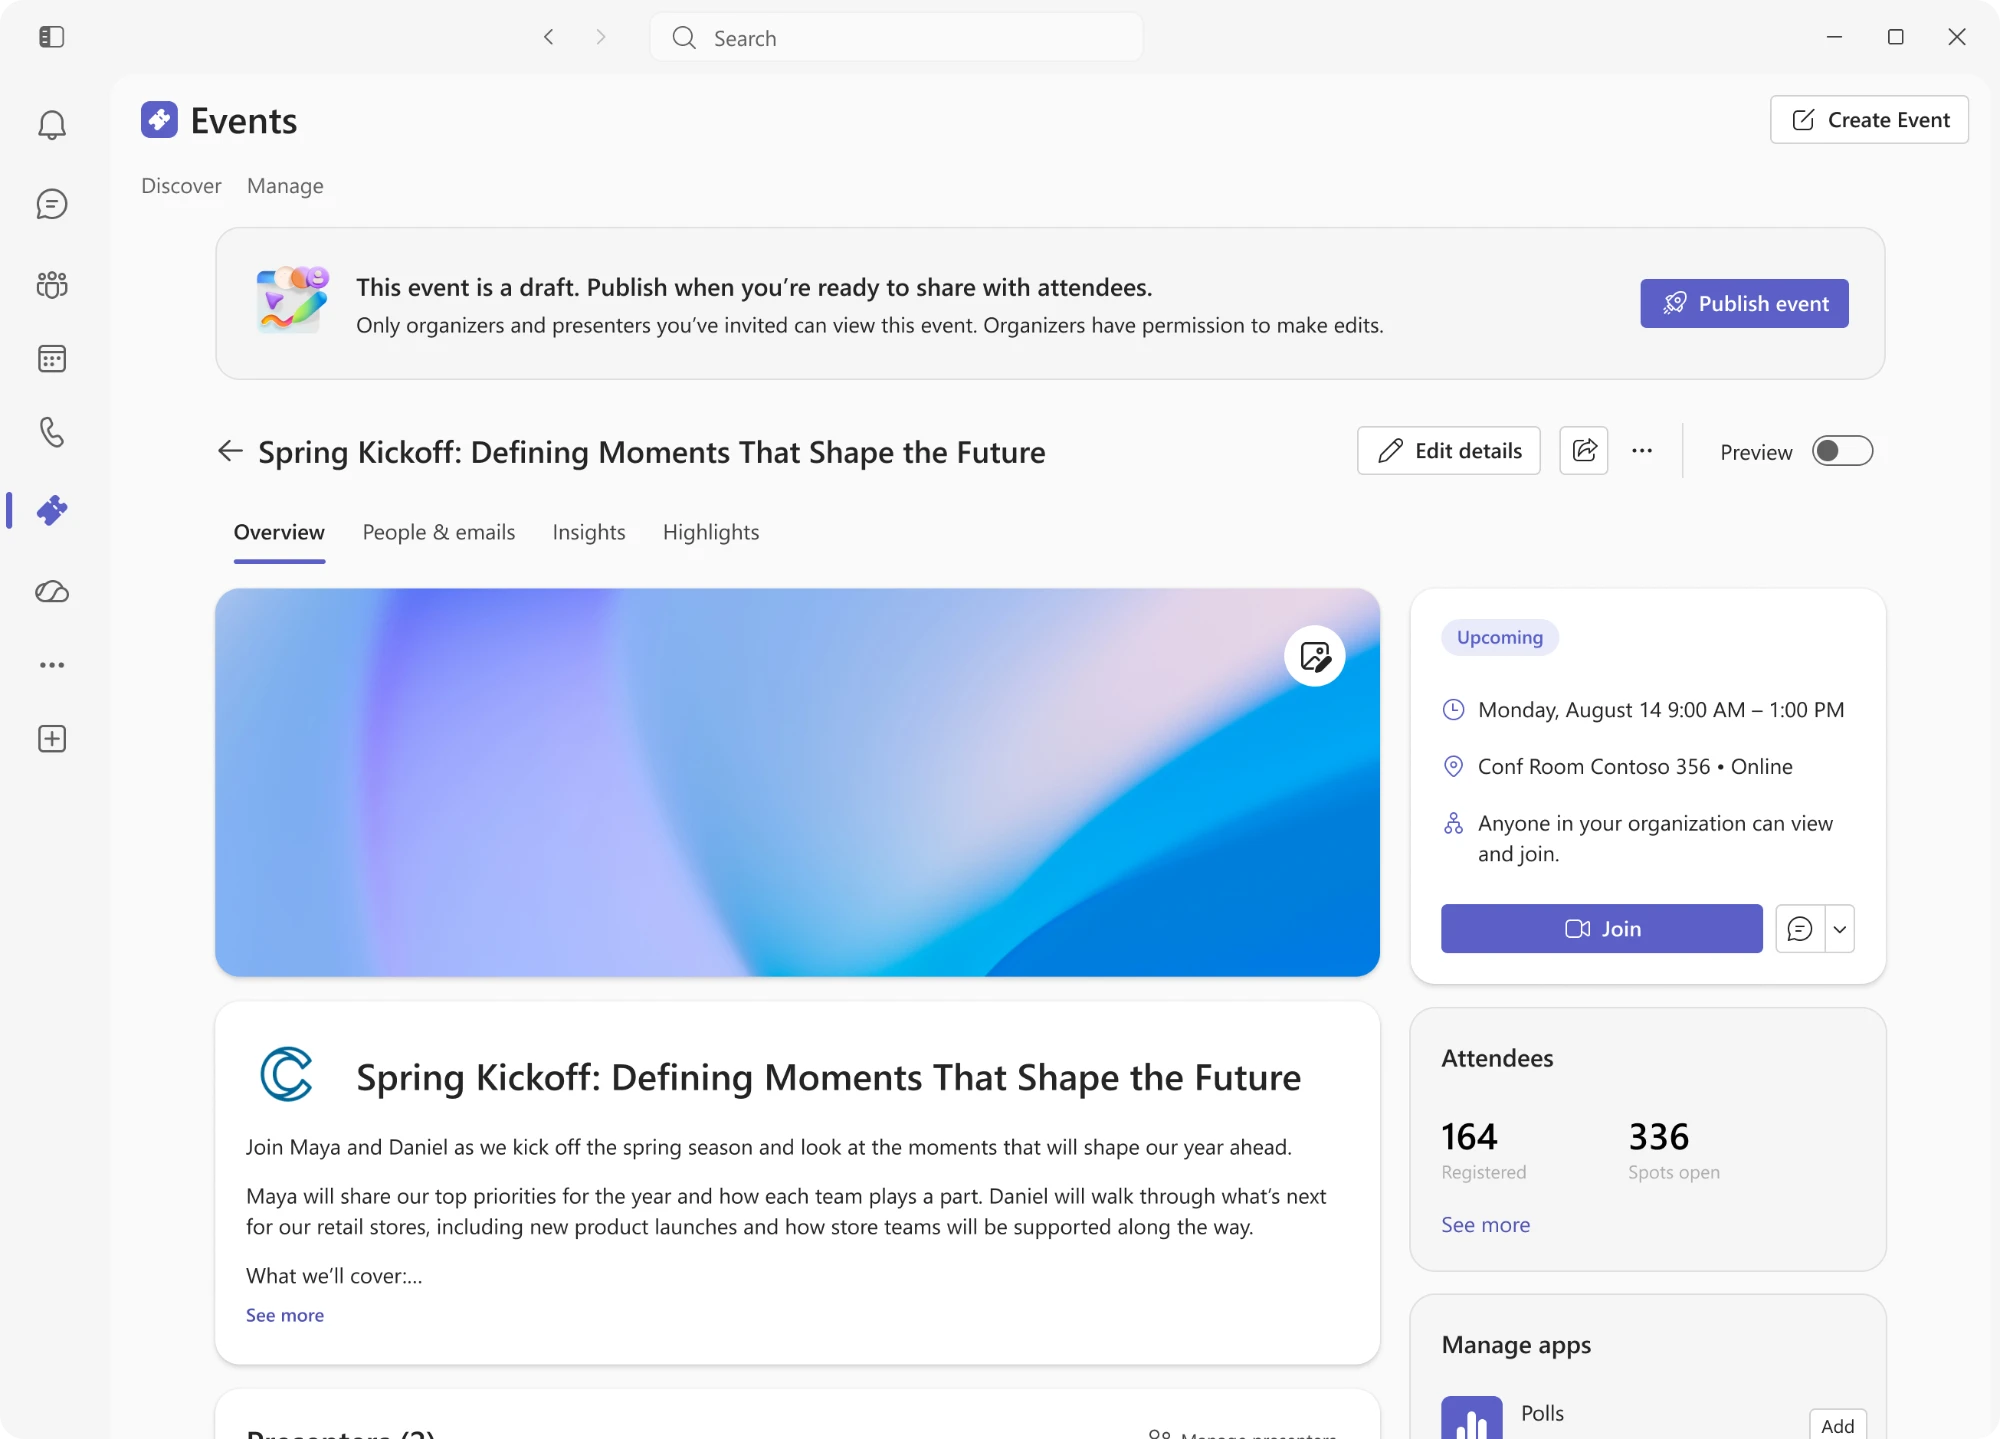 Search
Events
Create Event
Discover
Manage
This event is a draft. Publish when you’re ready to share with attendees.
Only organizers and presenters you’ve invited can view this event. Organizers have permission to make edits.
Publish event
Spring Kickoff: Defining Moments That Shape the Future
Edit details
Preview
Overview
People & emails
Insights
Highlights
Upcoming
Monday, August 14 9:00 AM – 1:00 PM
Conf Room Contoso 356 • Online
Anyone in your organization can view
and join.
Join
Spring Kickoff: Defining Moments That Shape the Future
Join Maya and Daniel as we kick off the spring season and look at the moments that will shape our year ahead.
Maya will share our top priorities for the year and how each team plays a part. Daniel will walk through what’s next
for our retail stores, including new product launches and how store teams will be supported along the way.
What we’ll cover:...
See more
Attendees
164
Registered
336
Spots open
See more
Manage apps
Polls
Add
Presenters (2)
Manage presenters